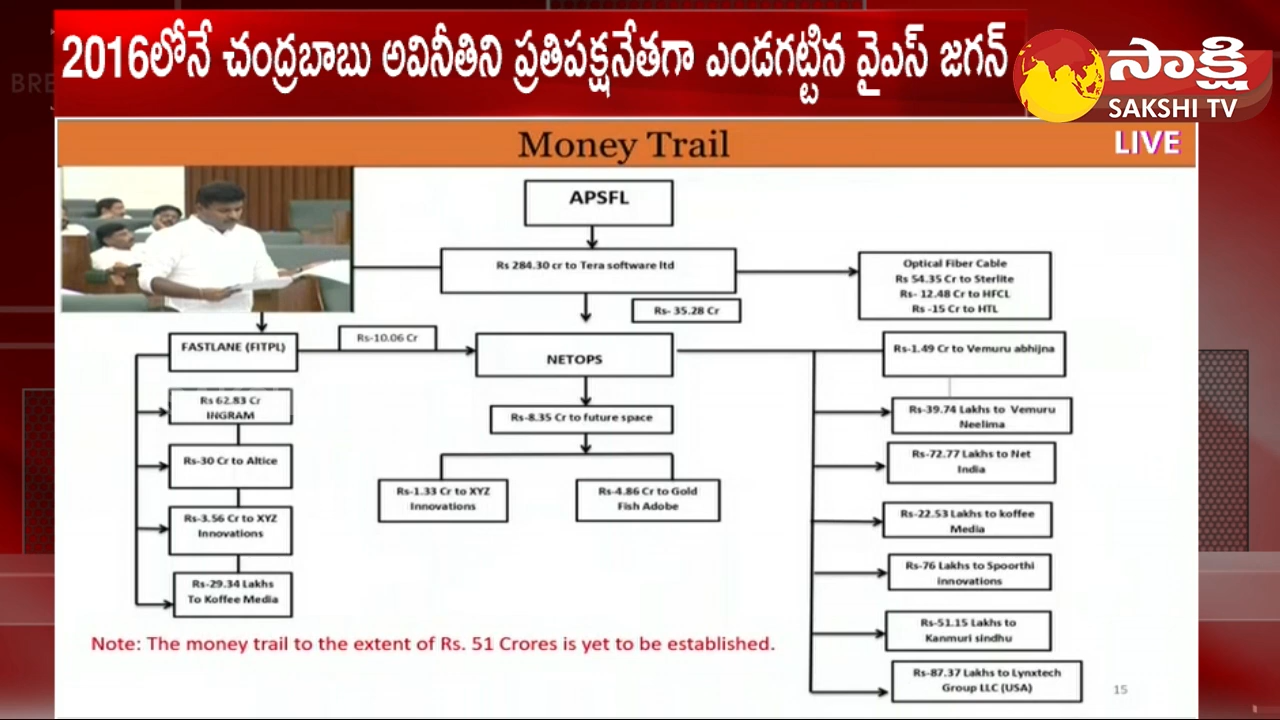 2016లోనే చంద్రబాబు అవినీతిని ప్రతిపక్షనేతగా ఎండగట్టిన వైఎస్ జగన్
సాక్షి
SAKSHI TV
LIVE
BRE
Money Trail
APSFL
Rs 284.30 cr to Tera software ltd
Optical Fiber Cable
Rs 54.35 Cr to Sterlite
Rs- 12.48 Cr to HFCL
Rs -15 Cr to HTL
Rs- 35.28 Cr
FASTLANE (FITPL)
Rs-10.06 Cr
NETOPS
Rs-1.49 Cr to Vemuru abhijna
Rs 62.83 Cr
INGRAM
Rs-8.35 Cr to future space
Rs-39.74 Lakhs to Vemuru
Neelima
Rs-30 Cr to Altice
Rs-72.77 Lakhs to Net
India
Rs-1.33 Cr to XYZ
Innovations
Rs-4.86 Cr to Gold
Fish Adobe
Rs-3.56 Cr to XYZ
Innovations
Rs-22.53 Lakhs to koffee
Media
Rs-29.34 Lakhs
To Koffee Media
Rs-76 Lakhs to Spoorthi
innovations
Rs-51.15 Lakhs to
Kanmuri sindhu
Note: The money trail to the extent of Rs. 51 Crores is yet to be established.
Rs-87.37 Lakhs to Lynxtech
Group LLC (USA)
15